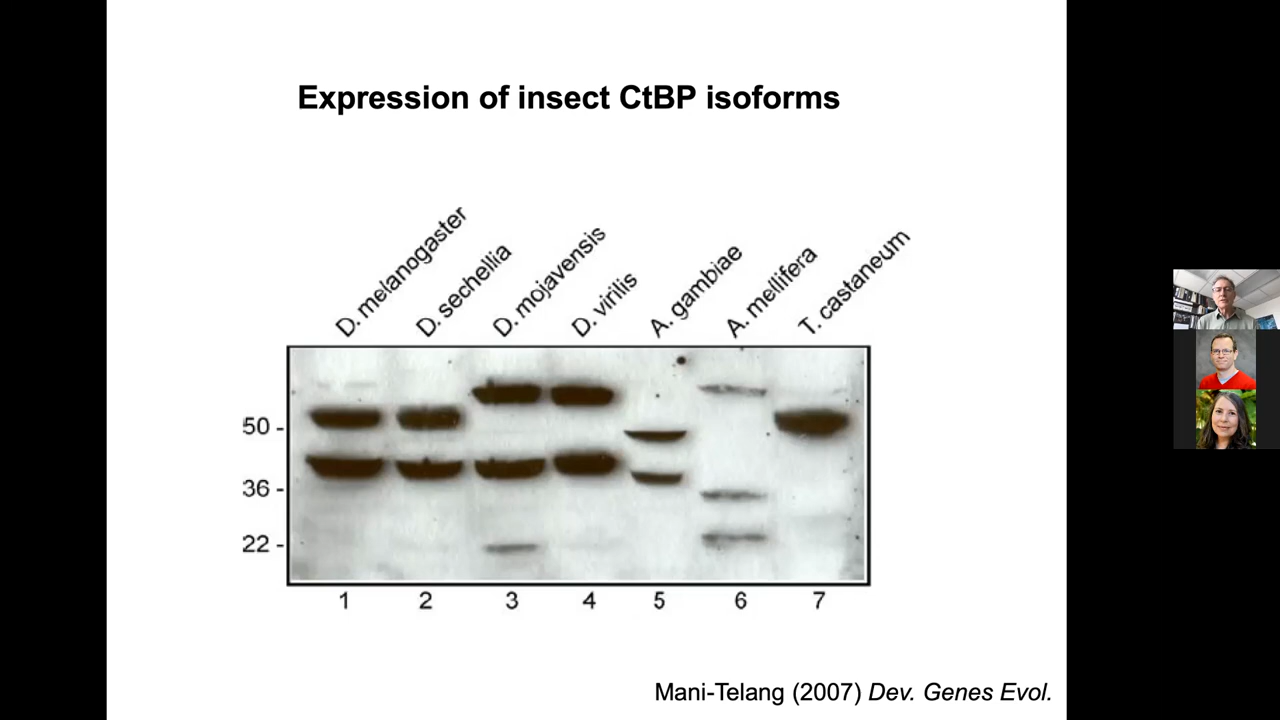 Expression of insect CtBP isoforms
D. melanogaster
D. sechellia
D. mojavensis
D. virilis
A. gambiae
A. mellifera
T. castaneum
50 -
36 -
22 -
1 2 3 4 5 6 7
Mani-Telang (2007) Dev. Genes Evol.